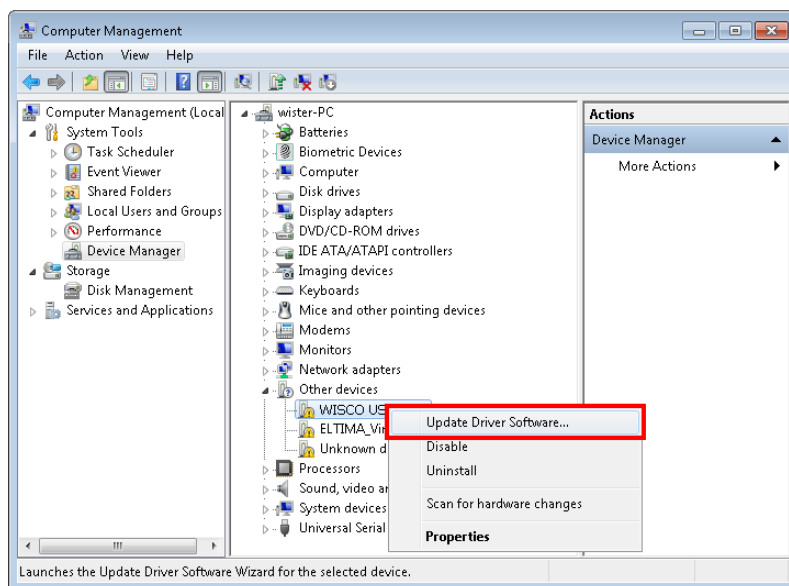 Computer Management
File Action View Help
Computer Management (Local
System Tools
Task Scheduler
Event Viewer
Shared Folders
Local Users and Groups
Performance
Device Manager
Storage
Disk Management
Services and Applications
wister-PC
Batteries
Biometric Devices
Computer
Disk drives
Display adapters
DVD/CD-ROM drives
IDE ATA/ATAPI controllers
Imaging devices
Keyboards
Mice and other pointing devices
Modems
Monitors
Network adapters
Other devices
WISCO US
ELTIMA_Vir
Unknown d
Processors
Sound, video ar
System devices
Universal Serial
Update Driver Software...
Disable
Uninstall
Scan for hardware changes
Properties
Actions
Device Manager
More Actions
Launches the Update Driver Software Wizard for the selected device.